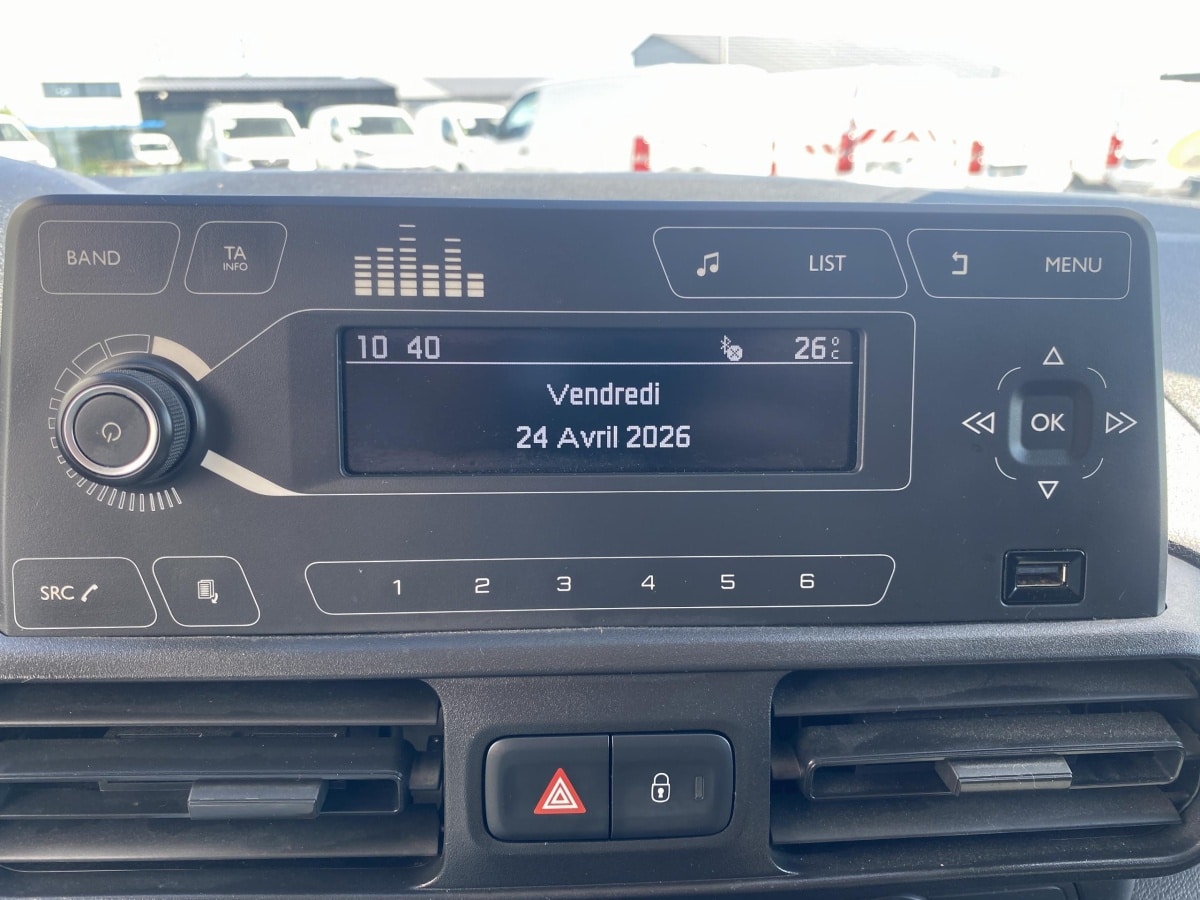 BAND
TA
INFO
LIST
MENU
10 40 26°C
Vendredi
24 Avril 2026
OK
SRC
1 2 3 4 5 6